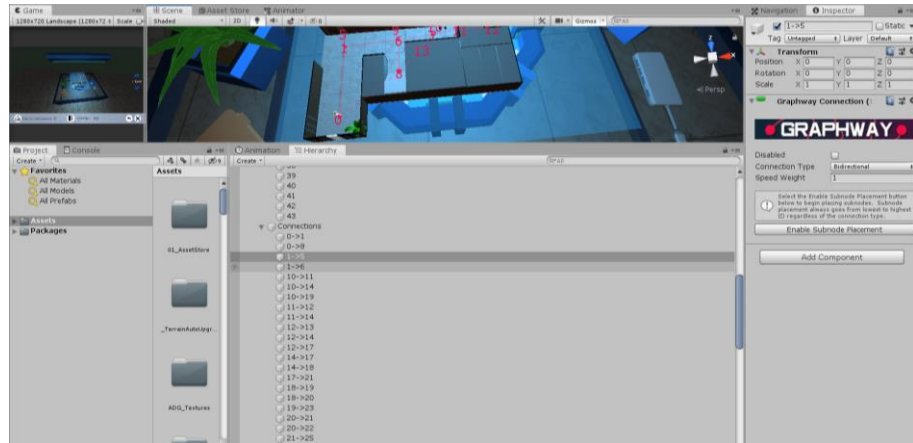 Game
Scene
Asset Store
Animator
1280x720 Landscape (1280x72
Scale
Shaded
2D
Gizmos
All
Persp
13
Project
Console
Create
Favorites
All Materials
All Models
All Prefabs
Assets
Packages
Assets
01_AssetStore
_TerrainAutoUpgr...
ADG_Textures
Animation
Hierarchy
Create
39
40
41
42
43
Connections
0->1
0->8
1->5
1->6
10->11
10->14
10->19
11->12
11->14
12->13
12->14
12->17
14->17
14->18
17->21
18->19
18->20
19->23
20->21
20->22
21->25
Navigation
Inspector
1->5
Static
Tag Untagged Layer Default
Transform
Position X 0 Y 0 Z 0
Rotation X 0 Y 0 Z 0
Scale X 1 Y 1 Z 1
Graphway Connection (
GRAPHWAY
Disabled
Connection Type Bidirectional
Speed Weight 1
Select the Enable Subnode Placement button
below to begin placing subnodes. Subnode
placement always goes from lowest to highest
ID regardless of the connection type.
Enable Subnode Placement
Add Component